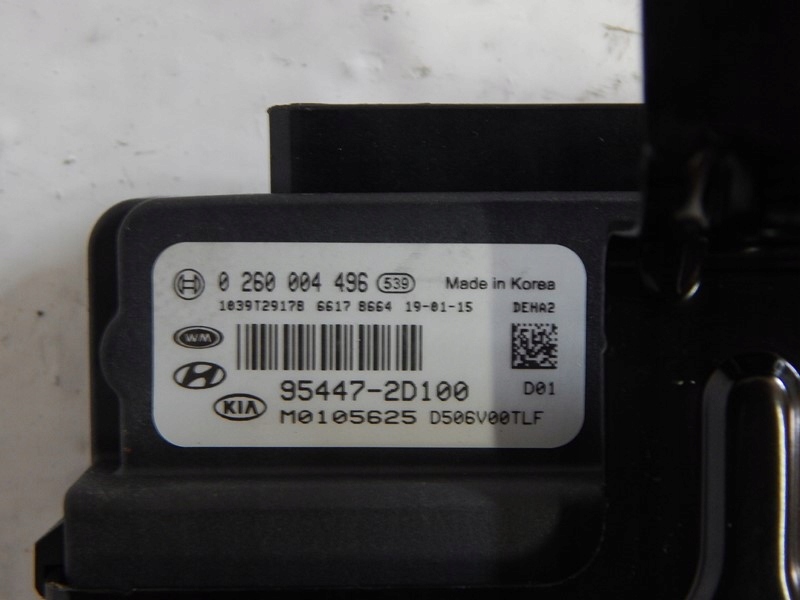 0 260 004 496 539 Made in Korea
1039T29178 6617 8664 19-01-15 DEHA2
WM
95447-2D100 D01
KIA
M0105625 D506V00TLF